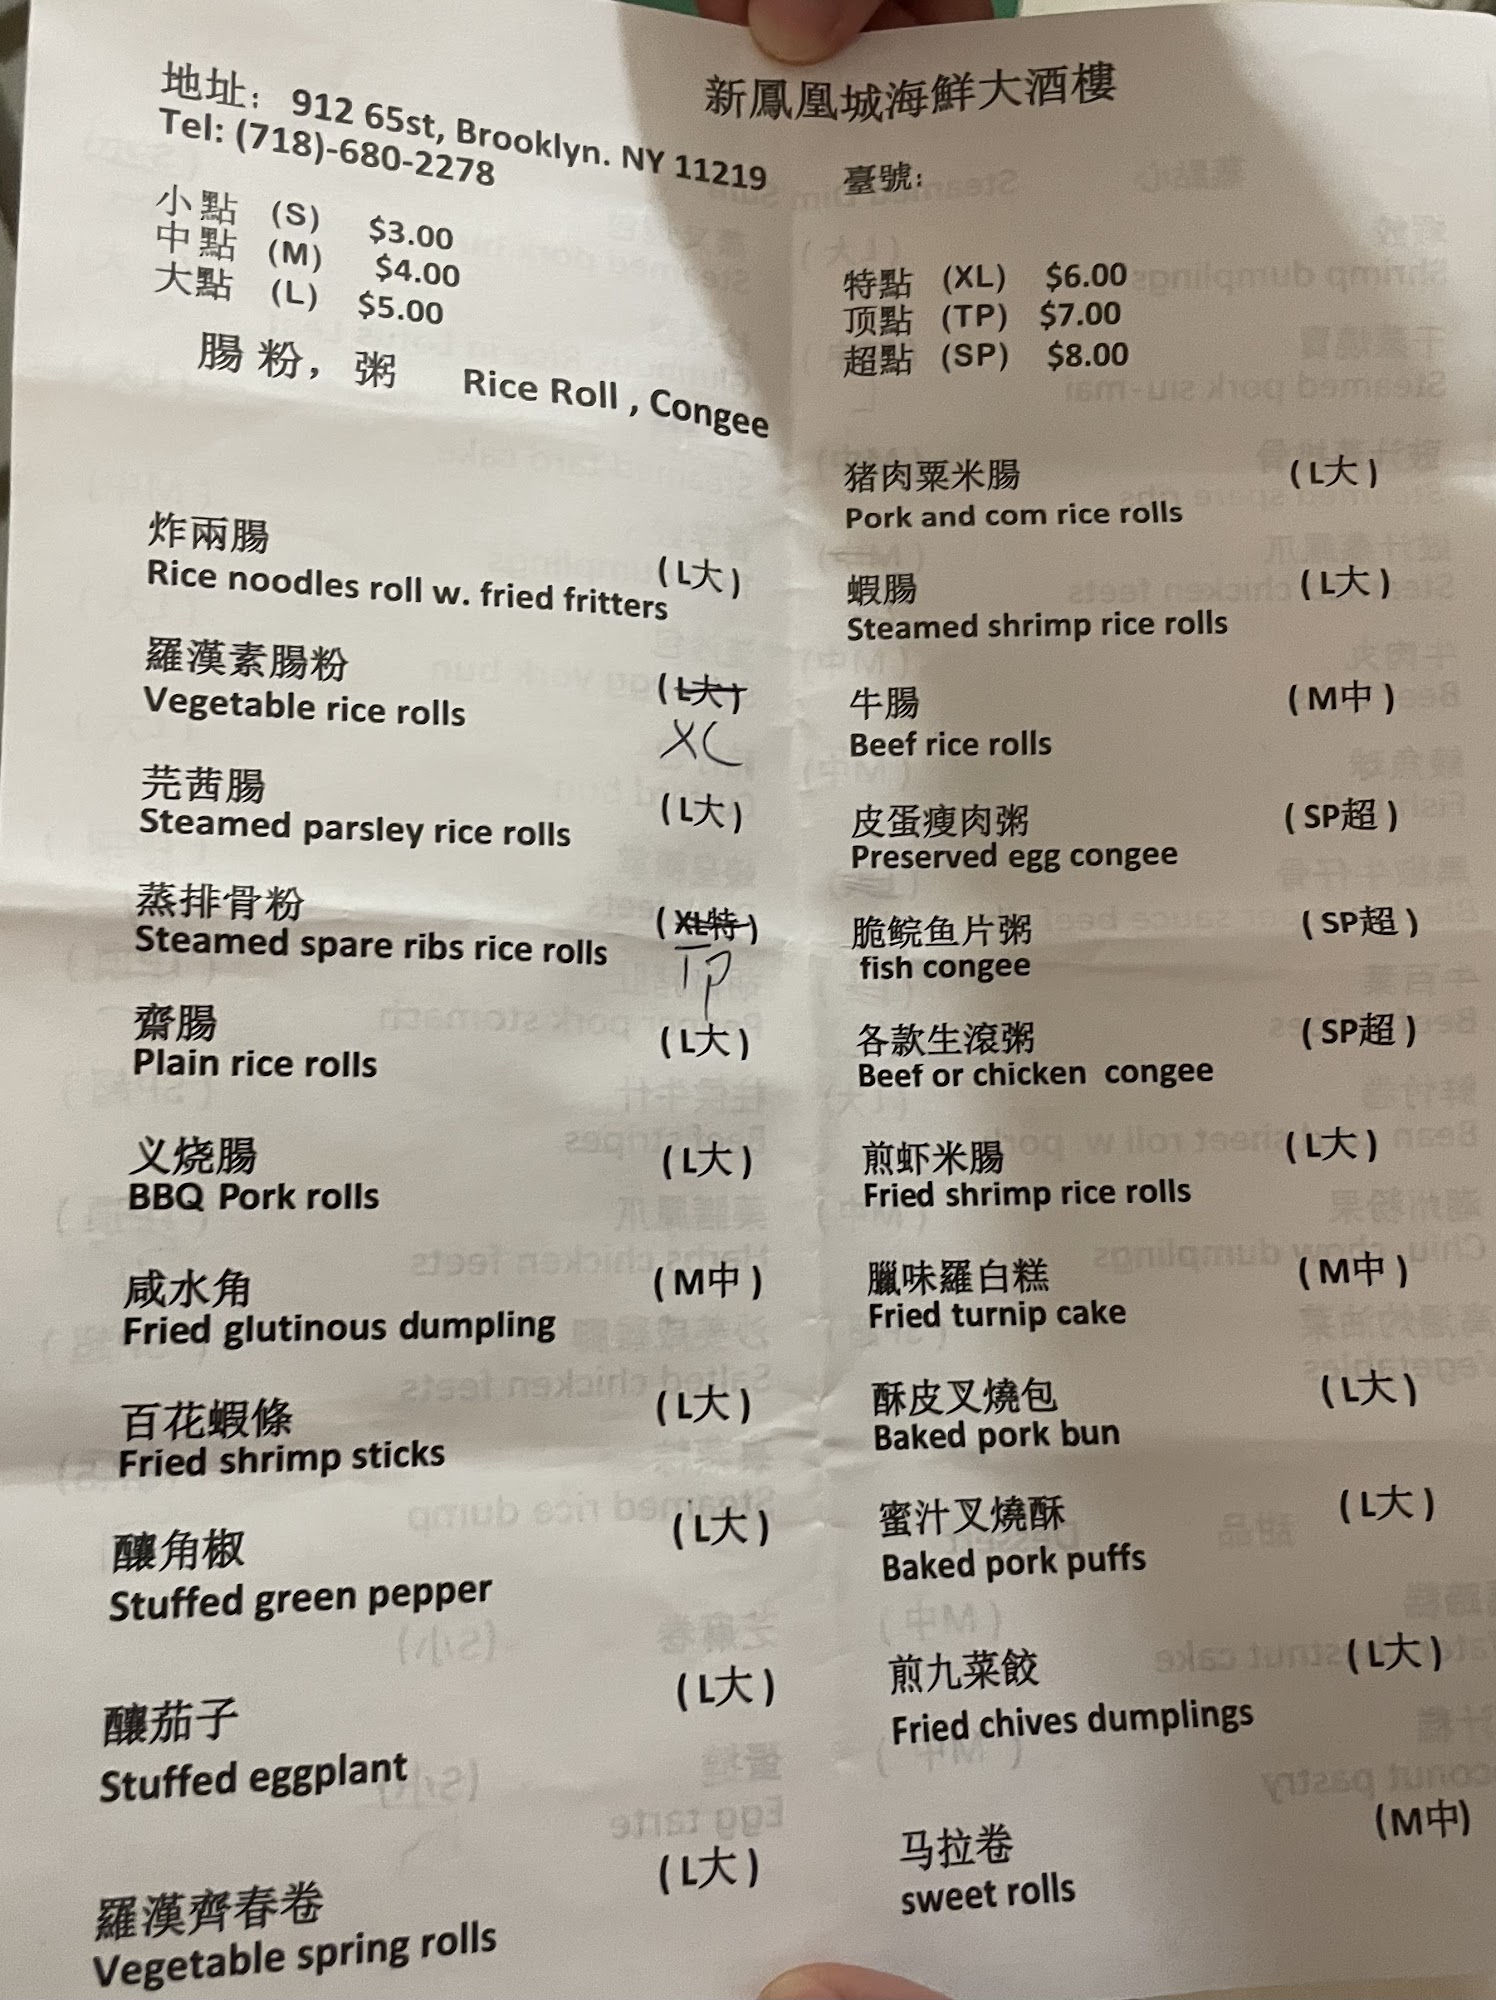 新鳳凰城海鮮大酒樓
地址: 912 65st, Brooklyn. NY 11219
Tel: (718)-680-2278
臺號:
小點 (S) $3.00
中點 (M) $4.00
大點 (L) $5.00
特點 (XL) $6.00
顶點 (TP) $7.00
超點 (SP) $8.00
腸粉，粥 Rice Roll , Congee
炸兩腸
Rice noodles roll w. fried fritters (L大)
羅漢素腸粉
Vegetable rice rolls (L大)
XL
芫茜腸
Steamed parsley rice rolls (L大)
蒸排骨粉
Steamed spare ribs rice rolls (XL特)
TP
齋腸
Plain rice rolls (L大)
义烧腸
BBQ Pork rolls (L大)
咸水角 (M中)
Fried glutinous dumpling
百花蝦條 (L大)
Fried shrimp sticks
釀角椒 (L大)
Stuffed green pepper
釀茄子 (L大)
Stuffed eggplant
羅漢齊春卷 (L大)
Vegetable spring rolls
猪肉粟米腸 (L大)
Pork and com rice rolls
蝦腸 (L大)
Steamed shrimp rice rolls
牛腸 (M中)
Beef rice rolls
皮蛋瘦肉粥 (SP超)
Preserved egg congee
脆鯇鱼片粥 (SP超)
fish congee
各款生滾粥 (SP超)
Beef or chicken congee
煎虾米腸 (L大)
Fried shrimp rice rolls
臘味羅白糕 (M中)
Fried turnip cake
酥皮叉燒包 (L大)
Baked pork bun
蜜汁叉燒酥 (L大)
Baked pork puffs
煎九菜餃 (L大)
Fried chives dumplings
马拉卷 (M中)
sweet rolls